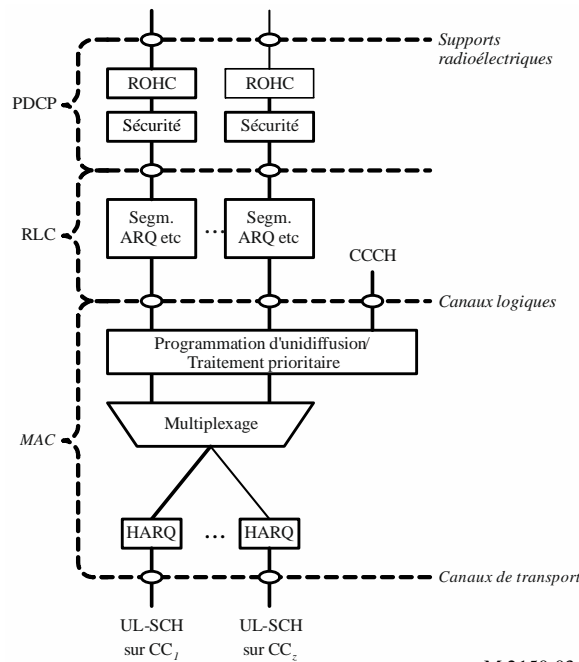 Supports
radioélectriques
ROHC
ROHC
PDCP
Sécurité
Sécurité
Segm.
ARQ etc
...
Segm.
ARQ etc
RLC
CCCH
Canaux logiques
Programmation d'unidiffusion/
Traitement prioritaire
Multiplexage
MAC
HARQ
...
HARQ
Canaux de transport
UL-SCH
sur CC1
UL-SCH
sur CCz